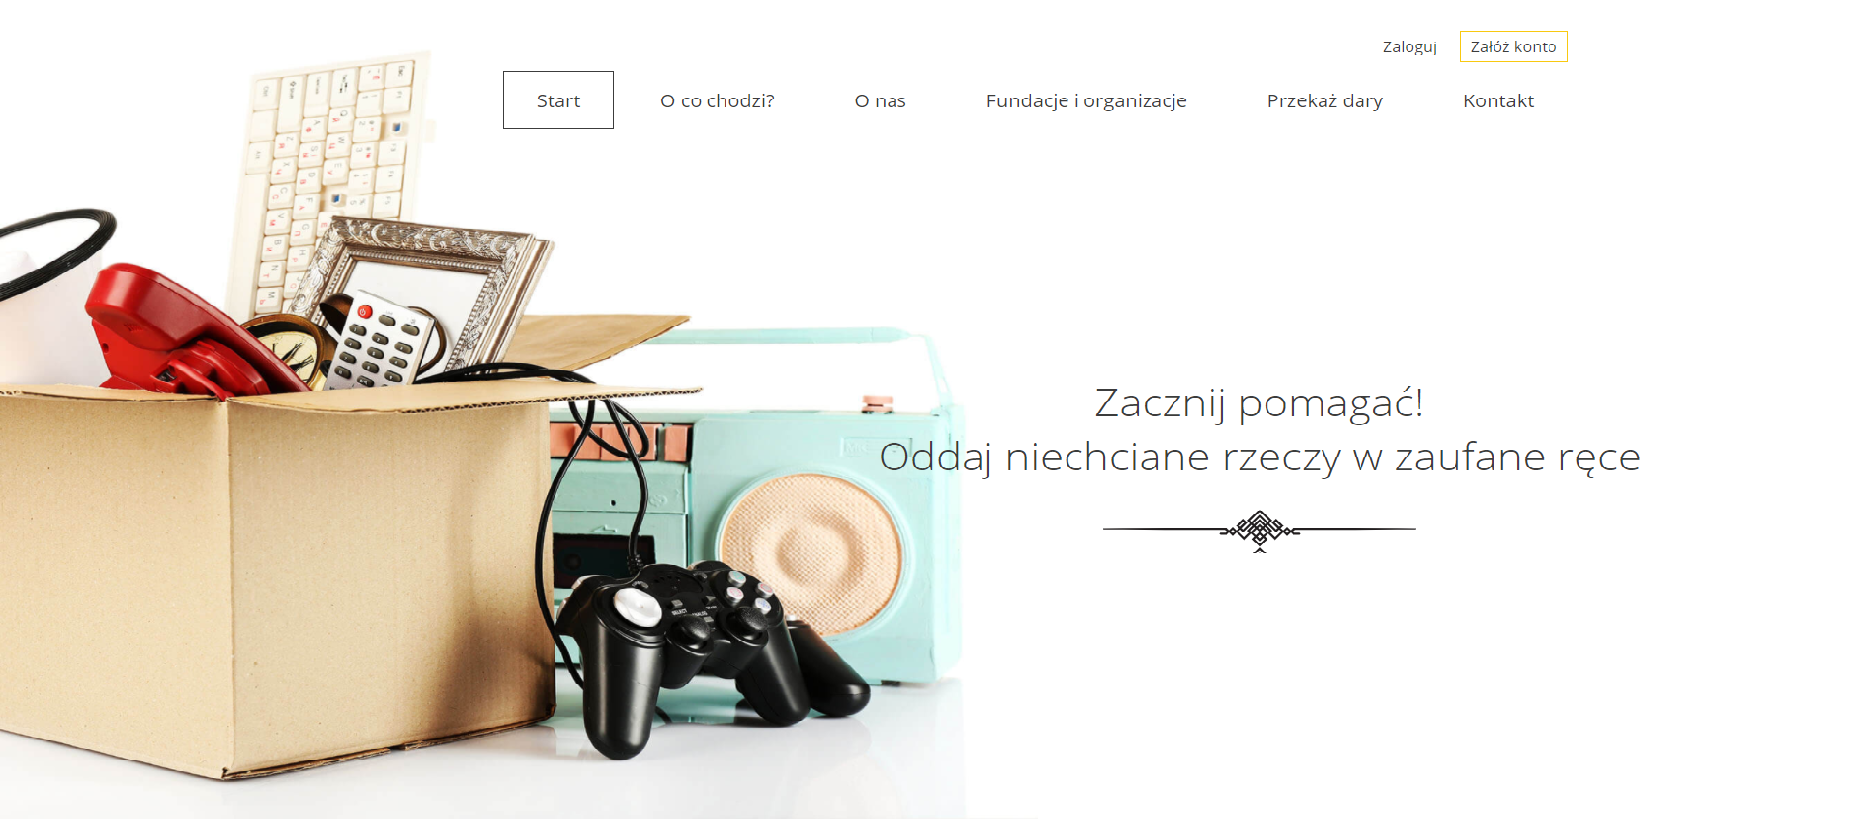 Zaloguj Załóż konto
Start O co chodzi? O nas Fundacje i organizacje Przekaż dary Kontakt
Zacznij pomagać!
Oddaj niechciane rzeczy w zaufane ręce
SELECT